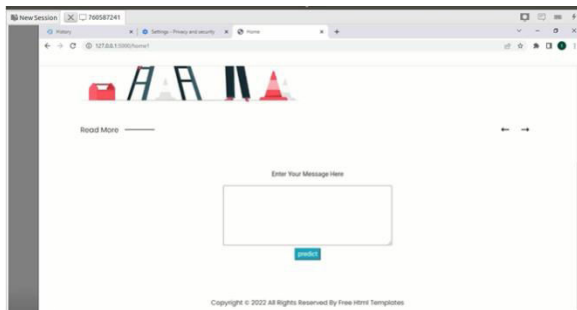 New Session 760587241
History Settings - Privacy and security Home
127.0.0.1:5000/home1
Read More
Enter Your Message Here
predict
Copyright © 2022 All Rights Reserved By Free Html Templates